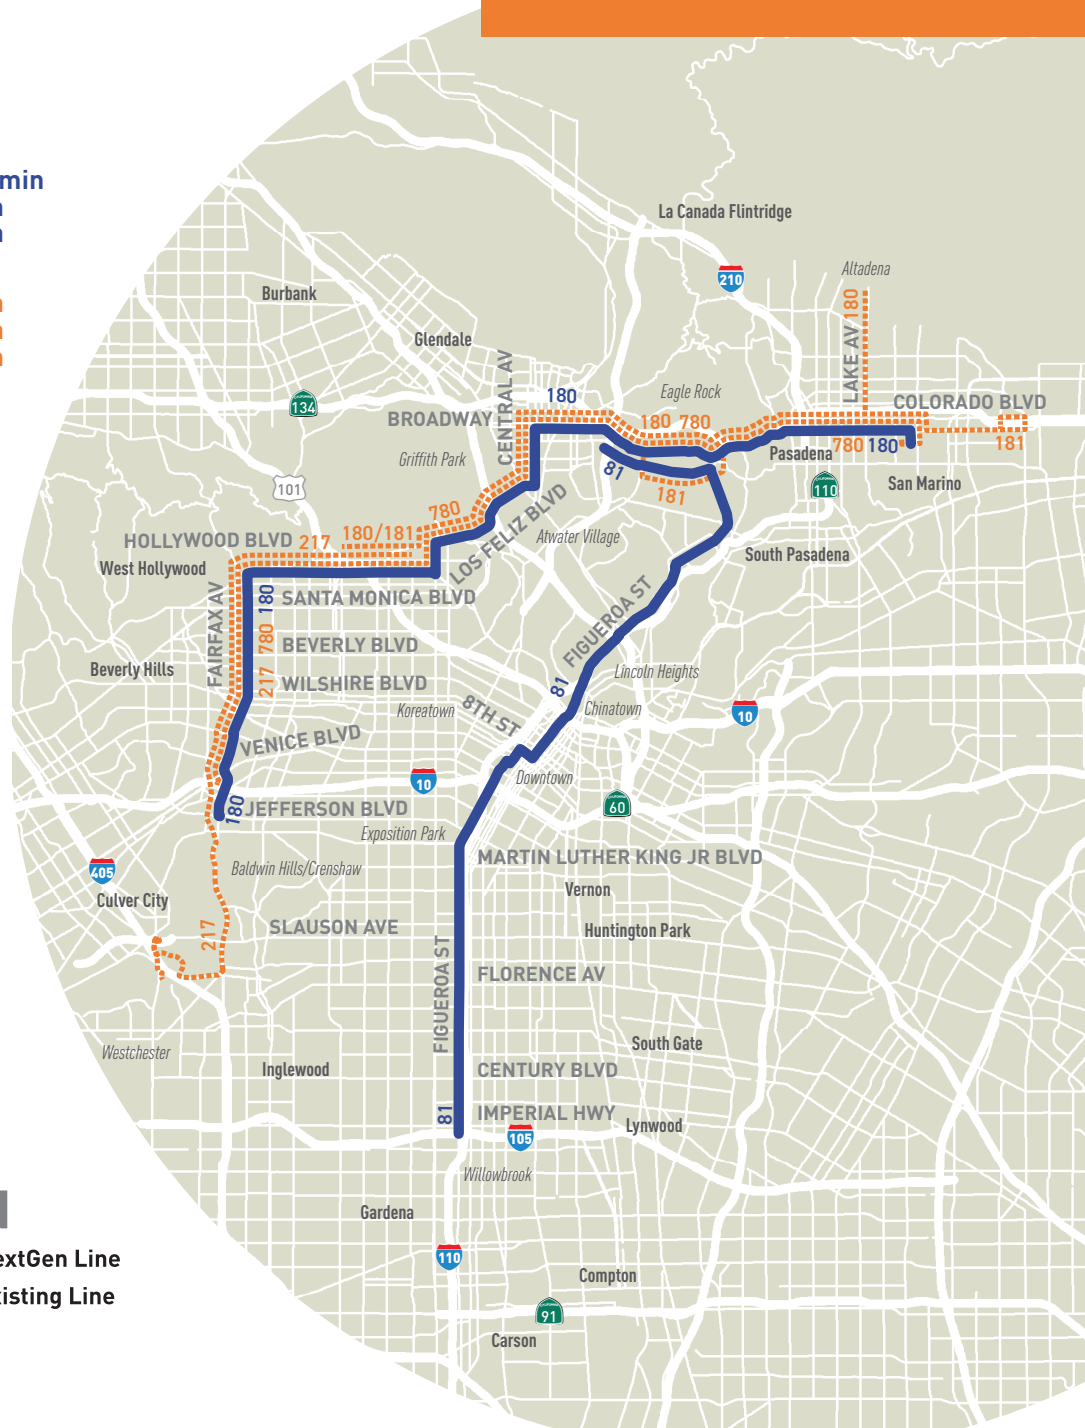 min
La Canada Flintridge
210
Altadena
Burbank
180
Glendale
LAKE AV
CENTRAL AV
180
Eagle Rock
134
BROADWAY
COLORADO BLVD
180 780
Griffith Park
Pasadena
780
180
181
81
181
101
110
San Marino
780
LOS FELIZ BLVD
HOLLYWOOD BLVD
217
180/181
Atwater Village
West Hollywood
South Pasadena
FAIRFAX AV
180
SANTA MONICA BLVD
780
BEVERLY BLVD
FIGUEROA ST
Beverly Hills
217
WILSHIRE BLVD
Lincoln Heights
81
Koreatown
8TH ST
Chinatown
10
VENICE BLVD
10
Downtown
180
JEFFERSON BLVD
60
Exposition Park
MARTIN LUTHER KING JR BLVD
405
Baldwin Hills/Crenshaw
Culver City
Vernon
217
SLAUSON AVE
Huntington Park
FIGUEROA ST
FLORENCE AV
Westchester
South Gate
Inglewood
CENTURY BLVD
81
IMPERIAL HWY
Lynwood
105
Willowbrook
Gardena
extGen Line
110
Compton
xisting Line
91
Carson